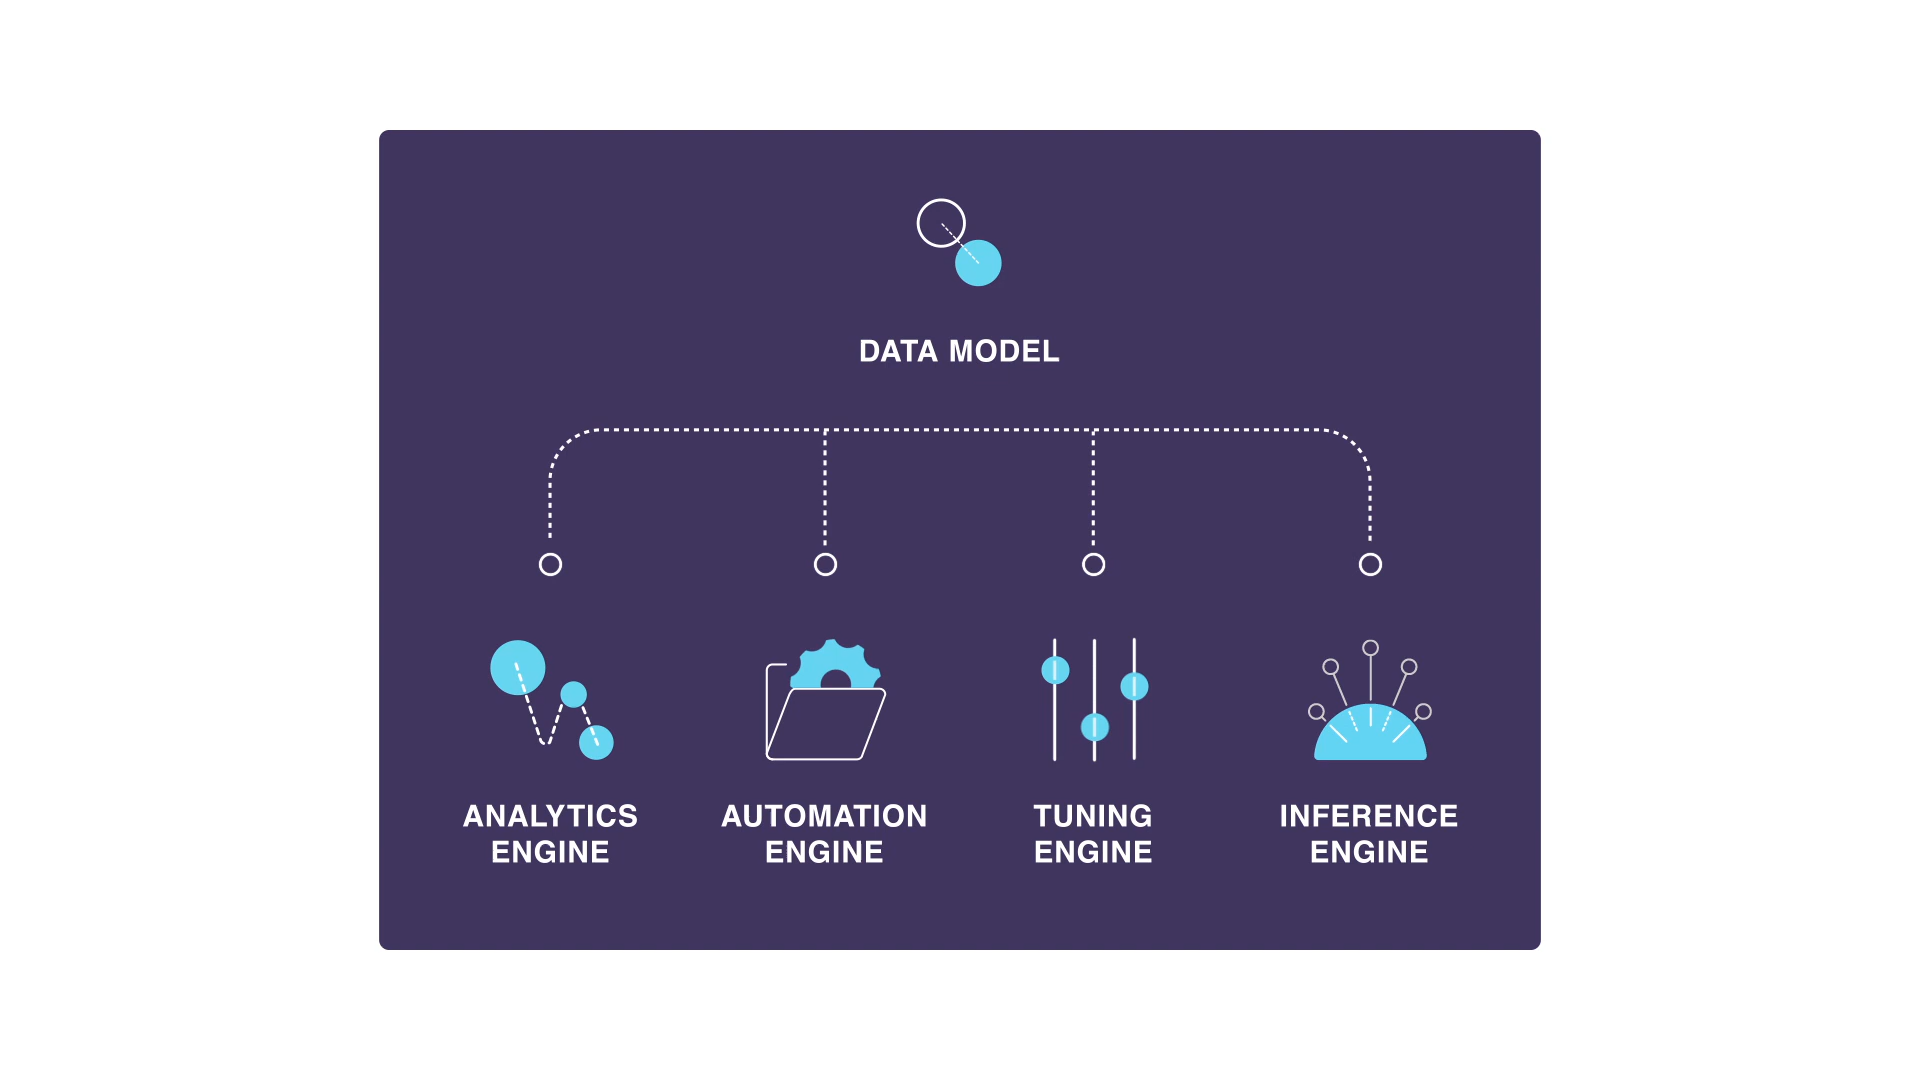 DATA MODEL
ANALYTICS
ENGINE
AUTOMATION
ENGINE
TUNING
ENGINE
INFERENCE
ENGINE